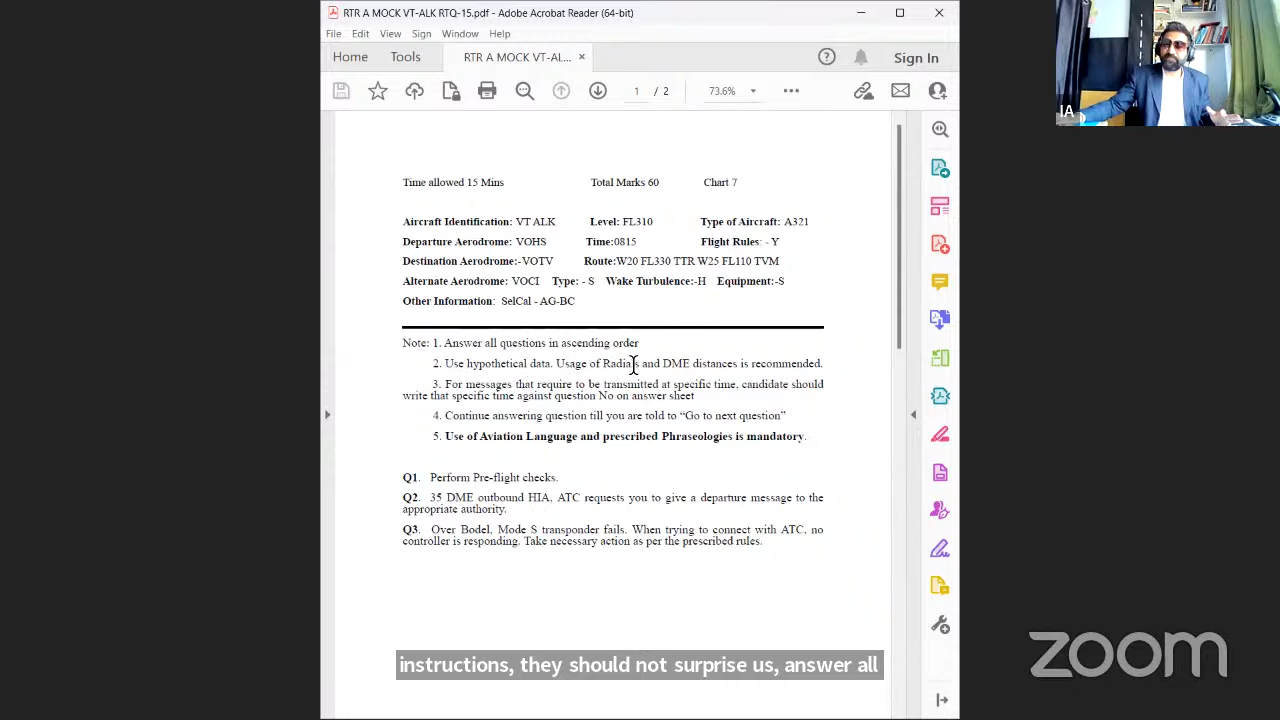 RTR A MOCK VT-ALK RTQ-15.pdf - Adobe Acrobat Reader (64-bit)
File Edit View Sign Window Help
Home Tools RTR A MOCK VT-AL... × Sign In
1 / 2 73.6%
IA
Time allowed 15 Mins Total Marks 60 Chart 7
Aircraft Identification: VT ALK Level: FL310 Type of Aircraft: A321
Departure Aerodrome: VOHS Time:0815 Flight Rules: - Y
Destination Aerodrome:-VOTV Route:W20 FL330 TTR W25 FL110 TVM
Alternate Aerodrome: VOCI Type: - S Wake Turbulence:-H Equipment:-S
Other Information: SelCal - AG-BC
Note: 1. Answer all questions in ascending order
2. Use hypothetical data. Usage of Radials and DME distances is recommended.
3. For messages that require to be transmitted at specific time, candidate should
write that specific time against question No on answer sheet
4. Continue answering question till you are told to “Go to next question”
5. Use of Aviation Language and prescribed Phraseologies is mandatory.
Q1. Perform Pre-flight checks.
Q2. 35 DME outbound HIA, ATC requests you to give a departure message to the
appropriate authority.
Q3. Over Bodel, Mode S transponder fails. When trying to connect with ATC, no
controller is responding. Take necessary action as per the prescribed rules.
instructions, they should not surprise us, answer all
zoom